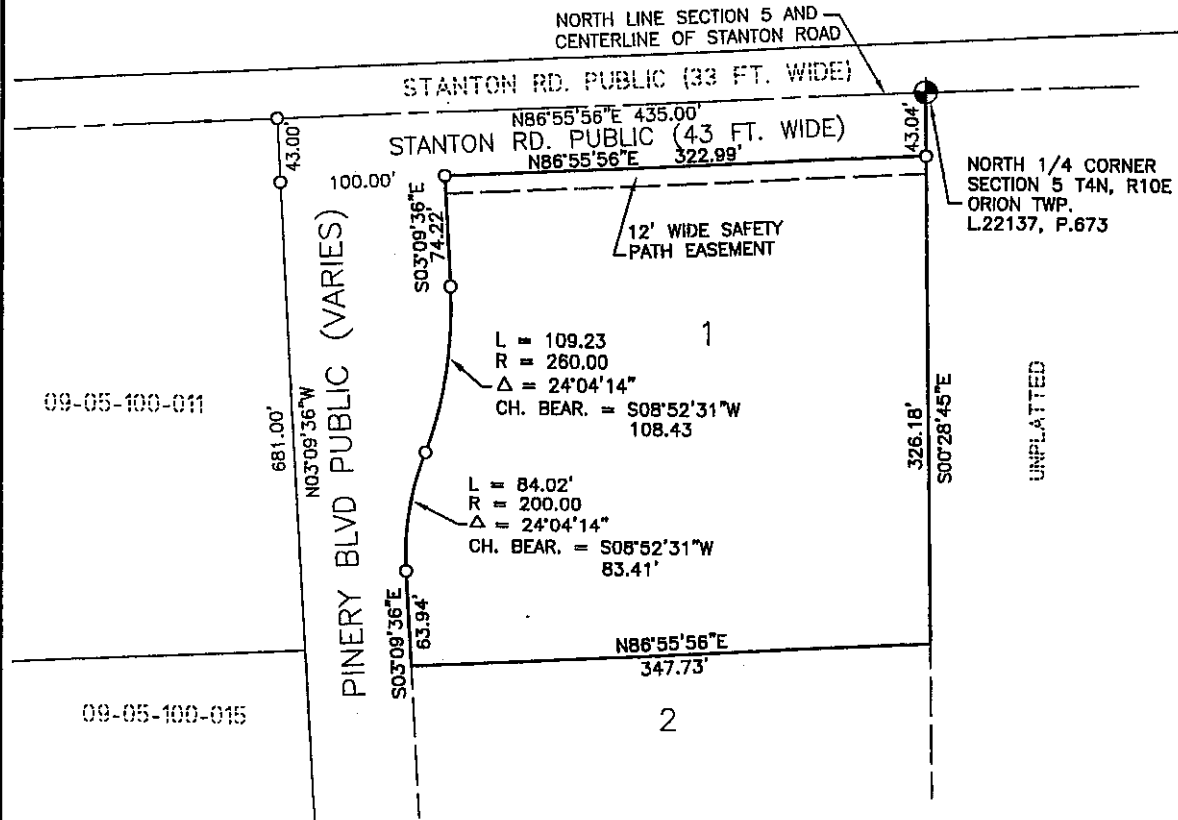 NORTH LINE SECTION 5 AND
CENTERLINE OF STANTON ROAD
STANTON RD. PUBLIC (33 FT. WIDE)
N86°55'56"E 435.00'
STANTON RD. PUBLIC (43 FT. WIDE)
N86°55'56"E 322.99'
43.00'
43.04'
100.00'
NORTH 1/4 CORNER
SECTION 5 T4N, R10E
ORION TWP.
L.22137, P.673
12' WIDE SAFETY
PATH EASEMENT
S03°09'36"E
74.22'
1
L = 109.23
R = 260.00
Δ = 24°04'14"
CH. BEAR. = S08°52'31"W
108.43
09-05-100-011
681.00'
N03°09'36"W
PINERY BLVD PUBLIC (VARIES)
326.18'
S00°28'45"E
UNPLATTED
L = 84.02'
R = 200.00
Δ = 24°04'14"
CH. BEAR. = S08°52'31"W
83.41'
S03°09'36"E
63.94'
N86°55'56"E
347.73'
09-05-100-015
2